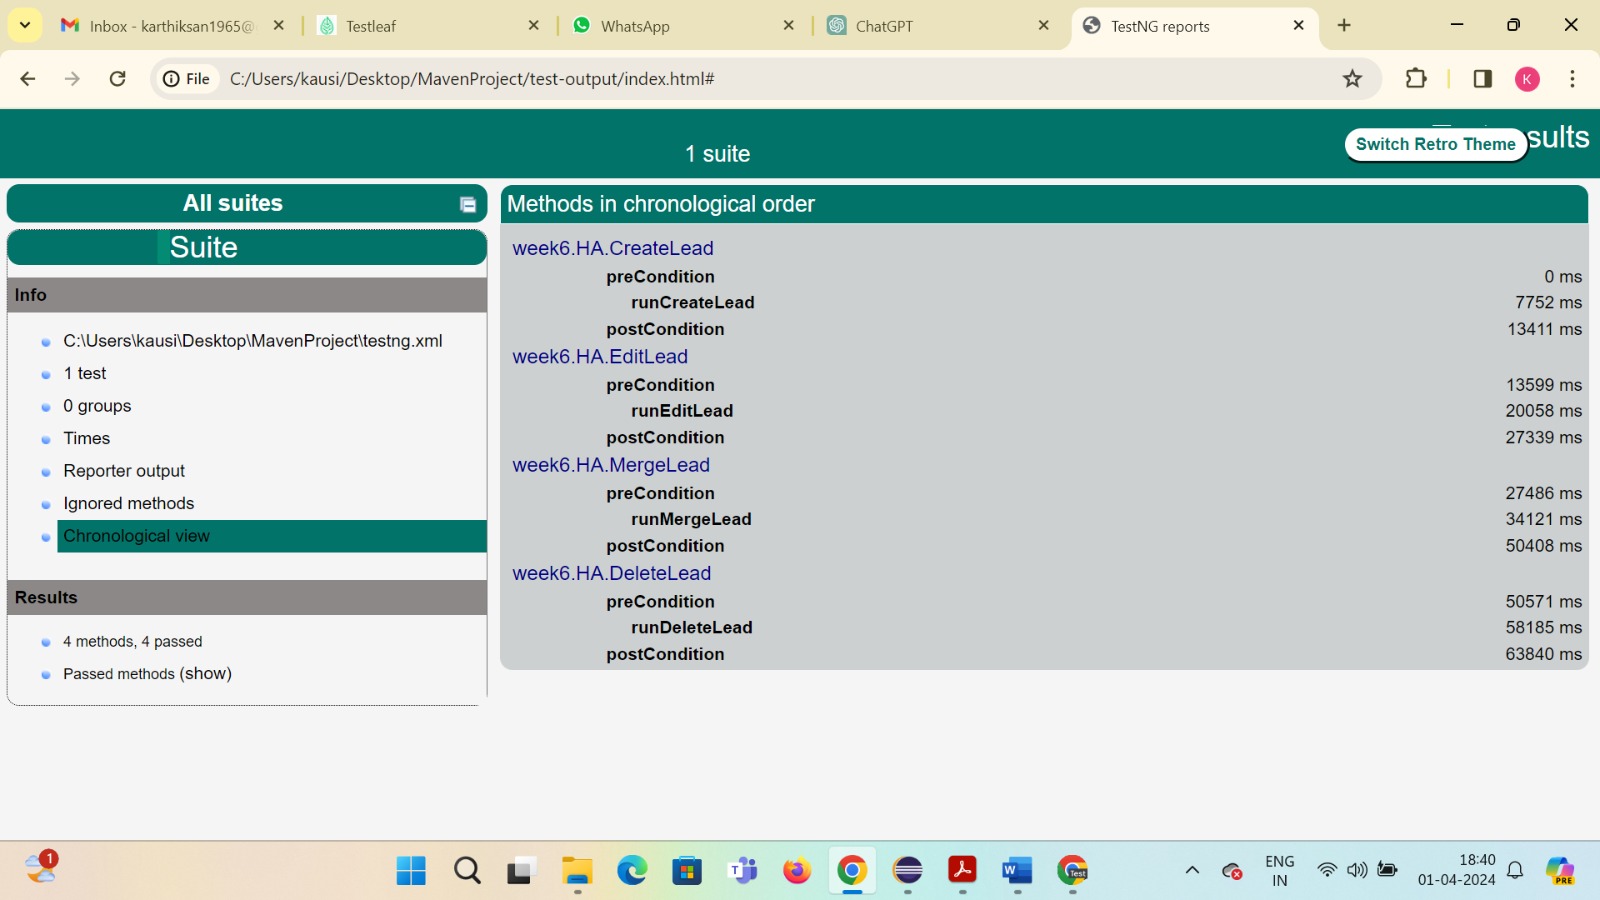 Inbox - karthiksan1965@
Testleaf
WhatsApp
ChatGPT
TestNG reports
File
C:/Users/kausi/Desktop/MavenProject/test-output/index.html#
K
1 suite
Switch Retro Theme
sults
All suites
Suite
Info
C:\Users\kausi\Desktop\MavenProject\testng.xml
1 test
0 groups
Times
Reporter output
Ignored methods
Chronological view
Results
4 methods, 4 passed
Passed methods (show)
Methods in chronological order
week6.HA.CreateLead
preCondition 0 ms
runCreateLead 7752 ms
postCondition 13411 ms
week6.HA.EditLead
preCondition 13599 ms
runEditLead 20058 ms
postCondition 27339 ms
week6.HA.MergeLead
preCondition 27486 ms
runMergeLead 34121 ms
postCondition 50408 ms
week6.HA.DeleteLead
preCondition 50571 ms
runDeleteLead 58185 ms
postCondition 63840 ms
1
T
W
Test
ENG
IN
18:40
01-04-2024
PRE